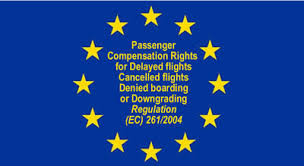 Passenger
Compensation Rights
for Delayed flights
Cancelled flights
Denied boarding
or Downgrading
Regulation
(EC) 261/2004